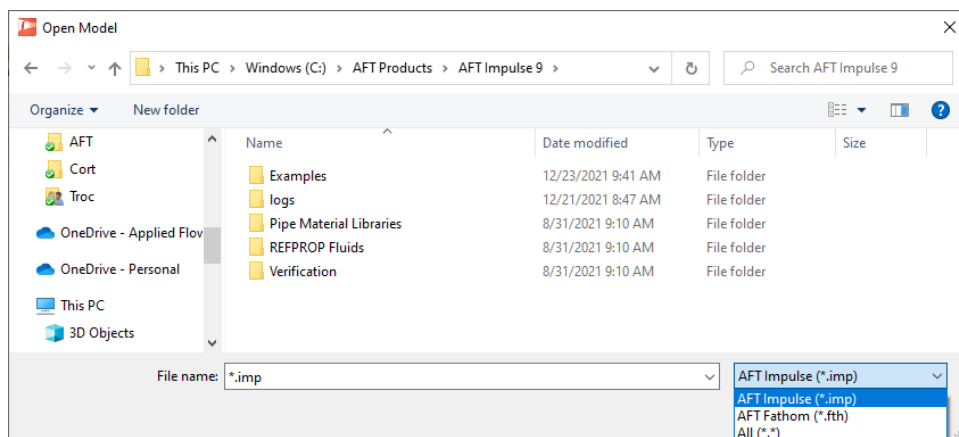 Open Model
This PC > Windows (C:) > AFT Products > AFT Impulse 9 >
Search AFT Impulse 9
Organize
New folder
?
AFT
Cort
Troc
OneDrive - Applied Flov
OneDrive - Personal
This PC
3D Objects
Name Date modified Type Size
Examples 12/23/2021 9:41 AM File folder
logs 12/21/2021 8:47 AM File folder
Pipe Material Libraries 8/31/2021 9:10 AM File folder
REFPROP Fluids 8/31/2021 9:10 AM File folder
Verification 8/31/2021 9:10 AM File folder
File name: *.imp
AFT Impulse (*.imp)
AFT Impulse (*.imp)
AFT Fathom (*.fth)
All (*.*)